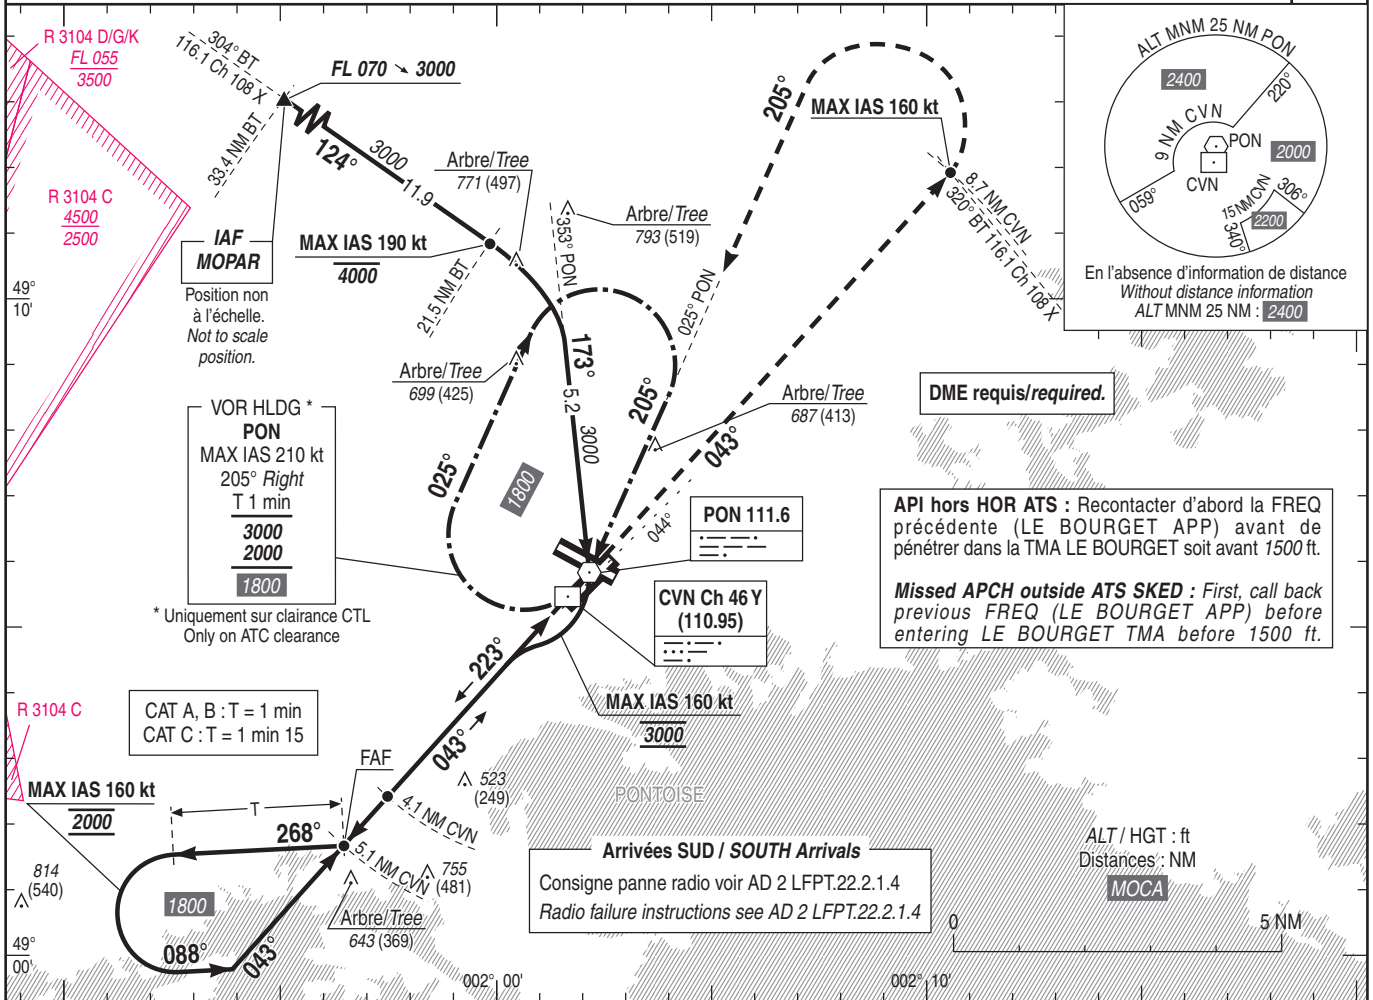 R 3104 D/G/K
FL 055
3500
304° BT
116.1 Ch 108 X
FL 070 ➘ 3000
33.4 NM BT
124°
3000
11.9
Arbre/Tree
771 (497)
R 3104 C
4500
2500
IAF
MOPAR
Position non
à l'échelle.
Not to scale
position.
MAX IAS 190 kt
4000
21.5 NM BT
353° PON
Arbre/Tree
793 (519)
205°
MAX IAS 160 kt
8.7 NM CVN
320° BT 116.1 Ch 108 X
025° PON
ALT MNM 25 NM PON
2400
220°
9 NM CVN
PON
2000
CVN
059°
15 NM CVN
306°
2200
340°
En l'absence d'information de distance
Without distance information
ALT MNM 25 NM : 2400
49°
10'
173°
5.2
3000
205°
Arbre/Tree
699 (425)
Arbre/Tree
687 (413)
DME requis/required.
VOR HLDG *
PON
MAX IAS 210 kt
205° Right
T 1 min
3000
2000
1800
* Uniquement sur clairance CTL
Only on ATC clearance
025°
1800
043°
044°
PON 111.6
CVN Ch 46 Y
(110.95)
API hors HOR ATS : Recontacter d'abord la FREQ
précédente (LE BOURGET APP) avant de
pénétrer dans la TMA LE BOURGET soit avant 1500 ft.
Missed APCH outside ATS SKED : First, call back
previous FREQ (LE BOURGET APP) before
entering LE BOURGET TMA before 1500 ft.
223°
043°
MAX IAS 160 kt
3000
R 3104 C
CAT A, B : T = 1 min
CAT C : T = 1 min 15
FAF
523
(249)
4.1 NM CVN
PONTOISE
MAX IAS 160 kt
2000
T
268°
5.1 NM CVN
755
(481)
814
(540)
1800
Arbre/Tree
643 (369)
088°
043°
Arrivées SUD / SOUTH Arrivals
Consigne panne radio voir AD 2 LFPT.22.2.1.4
Radio failure instructions see AD 2 LFPT.22.2.1.4
ALT / HGT : ft
Distances : NM
MOCA
0
5 NM
49°
00'
002° 00'
002° 10'